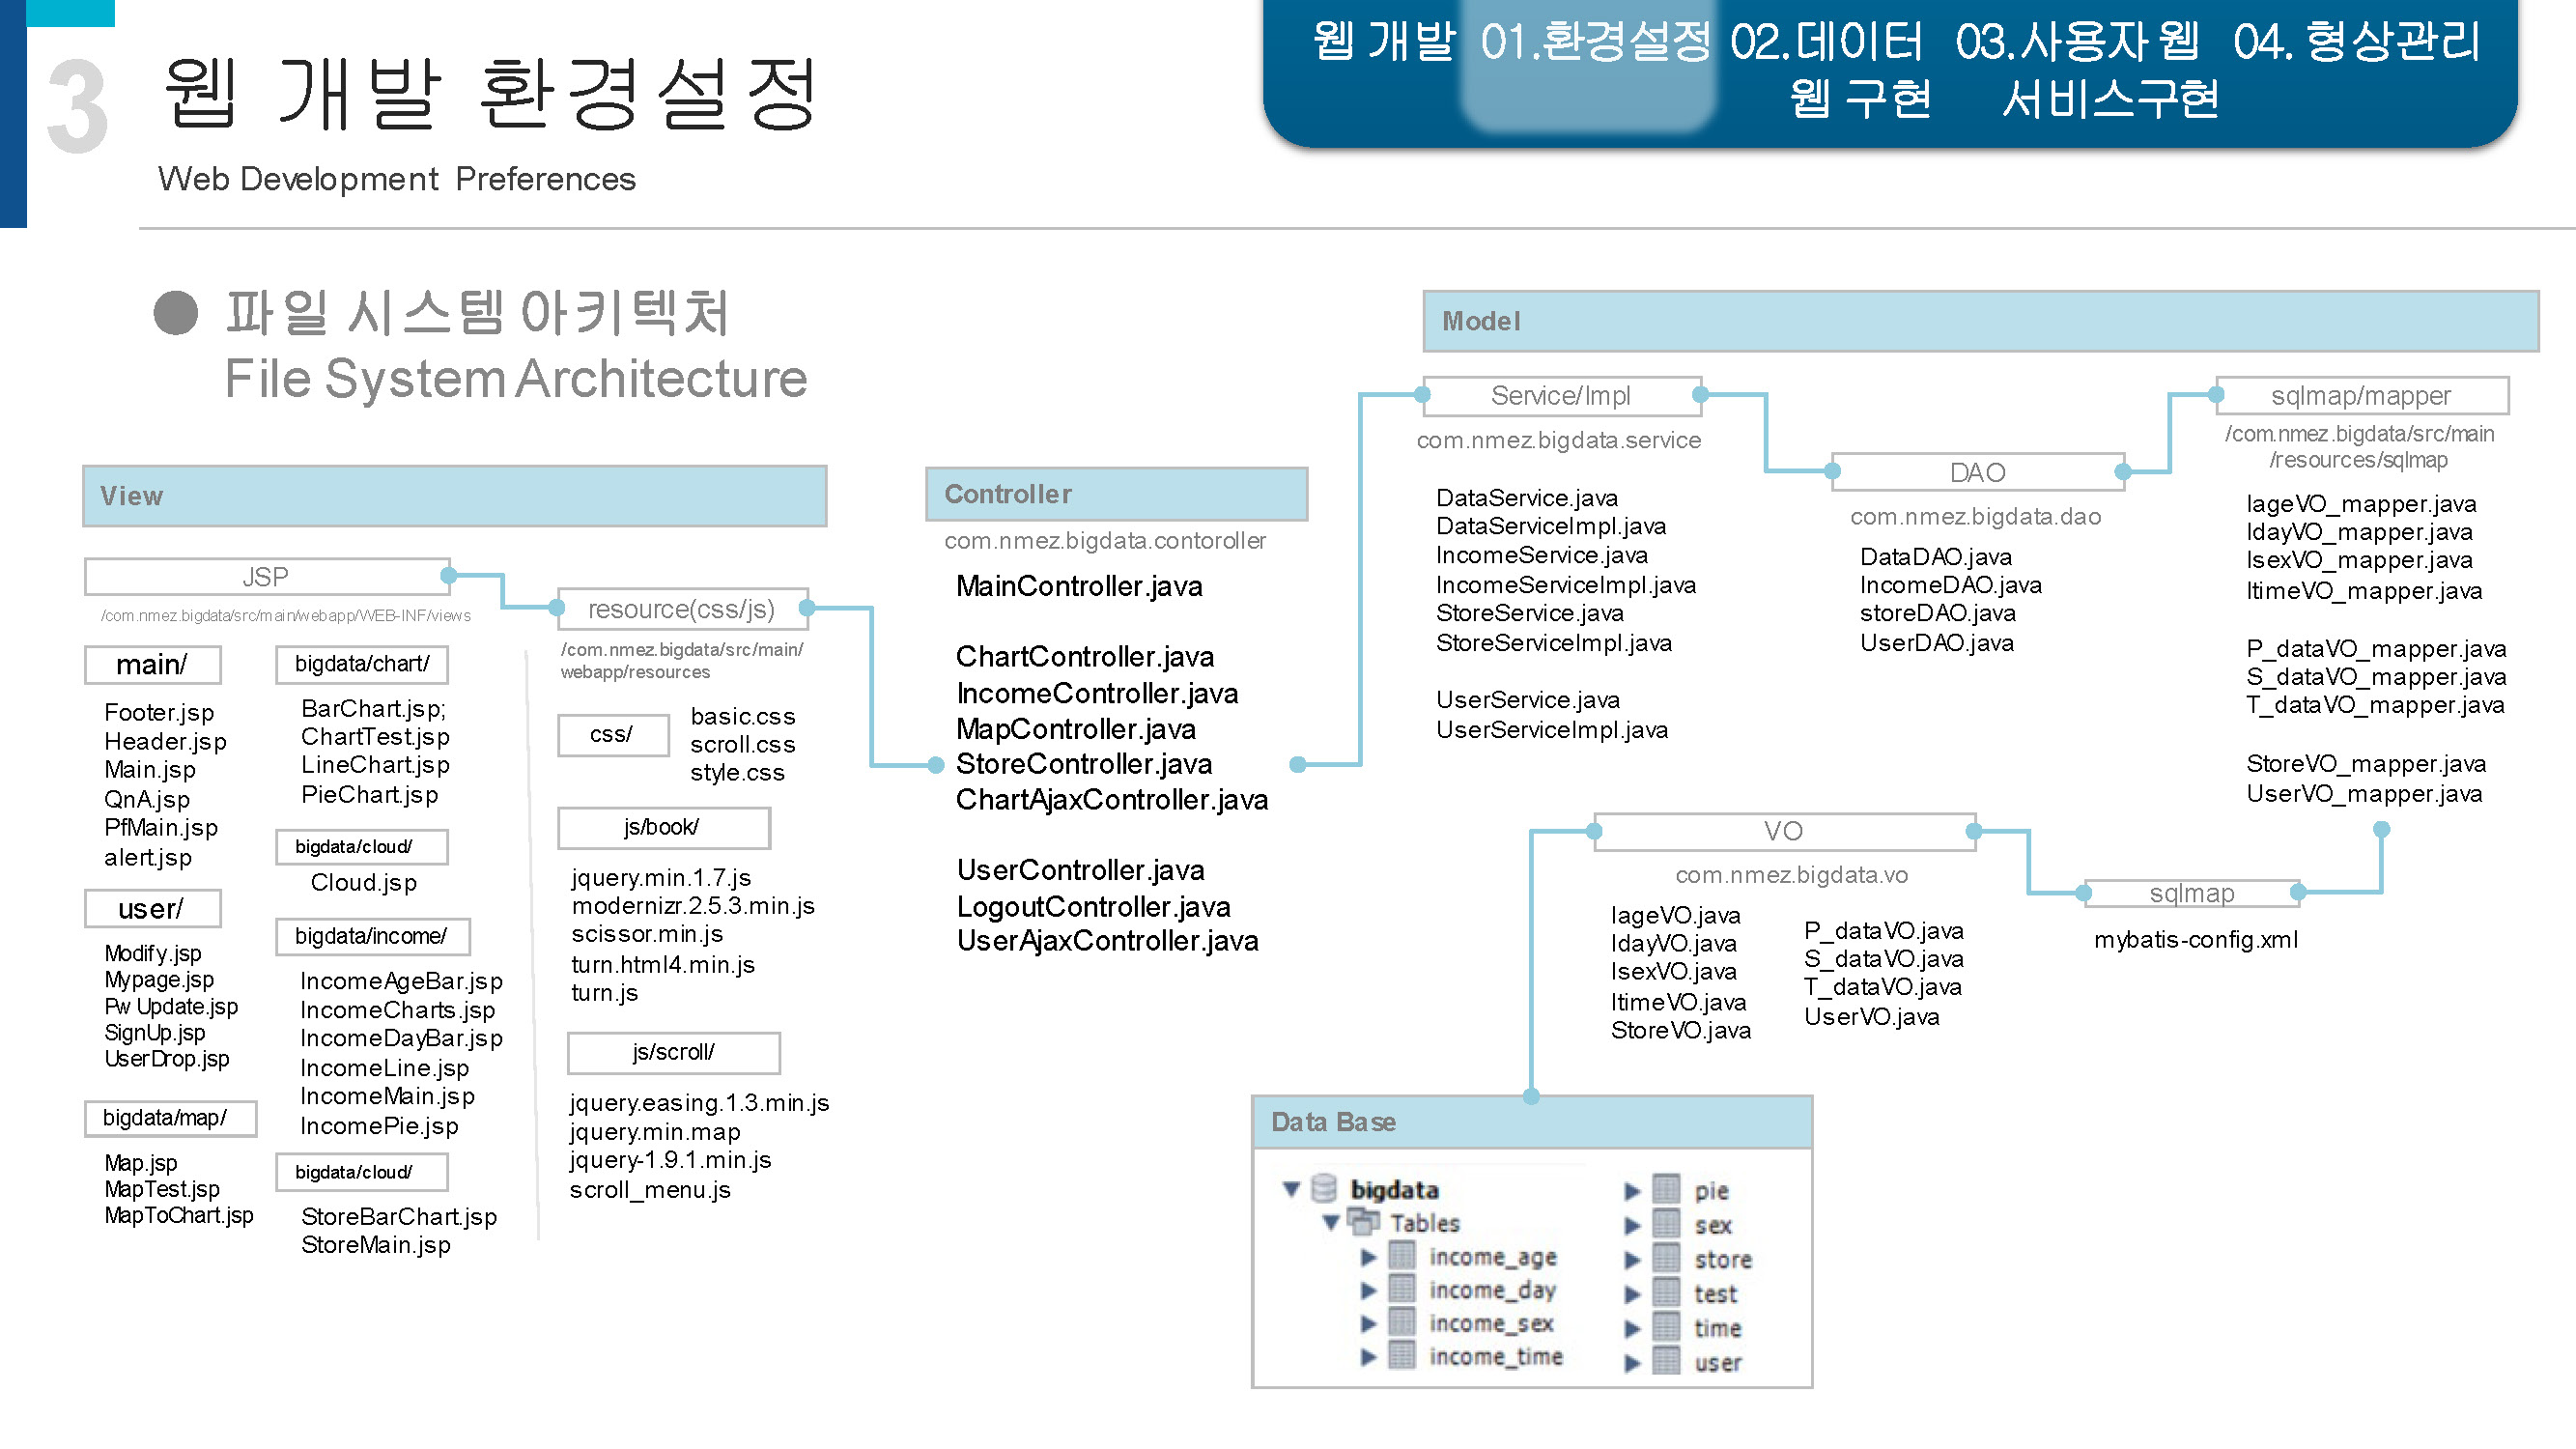 3
웹 개발 환경설정
Web Development Preferences
웹 개발 01.환경설정 02.데이터 03.사용자 웹 04. 형상관리
웹 구현 서비스구현
● 파일 시스템 아키텍처
File System Architecture
View
JSP
/com.nmez.bigdata/src/main/webapp/WEB-INF/views
main/
Footer.jsp
Header.jsp
Main.jsp
QnA.jsp
PfMain.jsp
alert.jsp
user/
Modify.jsp
Mypage.jsp
Pw Update.jsp
SignUp.jsp
UserDrop.jsp
bigdata/map/
Map.jsp
MapTest.jsp
MapToChart.jsp
bigdata/chart/
BarChart.jsp;
ChartTest.jsp
LineChart.jsp
PieChart.jsp
bigdata/cloud/
Cloud.jsp
bigdata/income/
IncomeAgeBar.jsp
IncomeCharts.jsp
IncomeDayBar.jsp
IncomeLine.jsp
IncomeMain.jsp
IncomePie.jsp
bigdata/cloud/
StoreBarChart.jsp
StoreMain.jsp
resource(css/js)
/com.nmez.bigdata/src/main/
webapp/resources
css/
basic.css
scroll.css
style.css
js/book/
jquery.min.1.7.js
modernizr.2.5.3.min.js
scissor.min.js
turn.html4.min.js
turn.js
js/scroll/
jquery.easing.1.3.min.js
jquery.min.map
jquery-1.9.1.min.js
scroll_menu.js
Controller
com.nmez.bigdata.contoroller
MainController.java
ChartController.java
IncomeController.java
MapController.java
StoreController.java
ChartAjaxController.java
UserController.java
LogoutController.java
UserAjaxController.java
Model
Service/Impl
com.nmez.bigdata.service
DataService.java
DataServiceImpl.java
IncomeService.java
IncomeServiceImpl.java
StoreService.java
StoreServiceImpl.java
UserService.java
UserServiceImpl.java
DAO
com.nmez.bigdata.dao
DataDAO.java
IncomeDAO.java
storeDAO.java
UserDAO.java
sqlmap/mapper
/com.nmez.bigdata/src/main
/resources/sqlmap
IageVO_mapper.java
IdayVO_mapper.java
IsexVO_mapper.java
ItimeVO_mapper.java
P_dataVO_mapper.java
S_dataVO_mapper.java
T_dataVO_mapper.java
StoreVO_mapper.java
UserVO_mapper.java
VO
com.nmez.bigdata.vo
IageVO.java
IdayVO.java
IsexVO.java
ItimeVO.java
StoreVO.java
P_dataVO.java
S_dataVO.java
T_dataVO.java
UserVO.java
sqlmap
mybatis-config.xml
Data Base
bigdata
Tables
income_age
income_day
income_sex
income_time
pie
sex
store
test
time
user